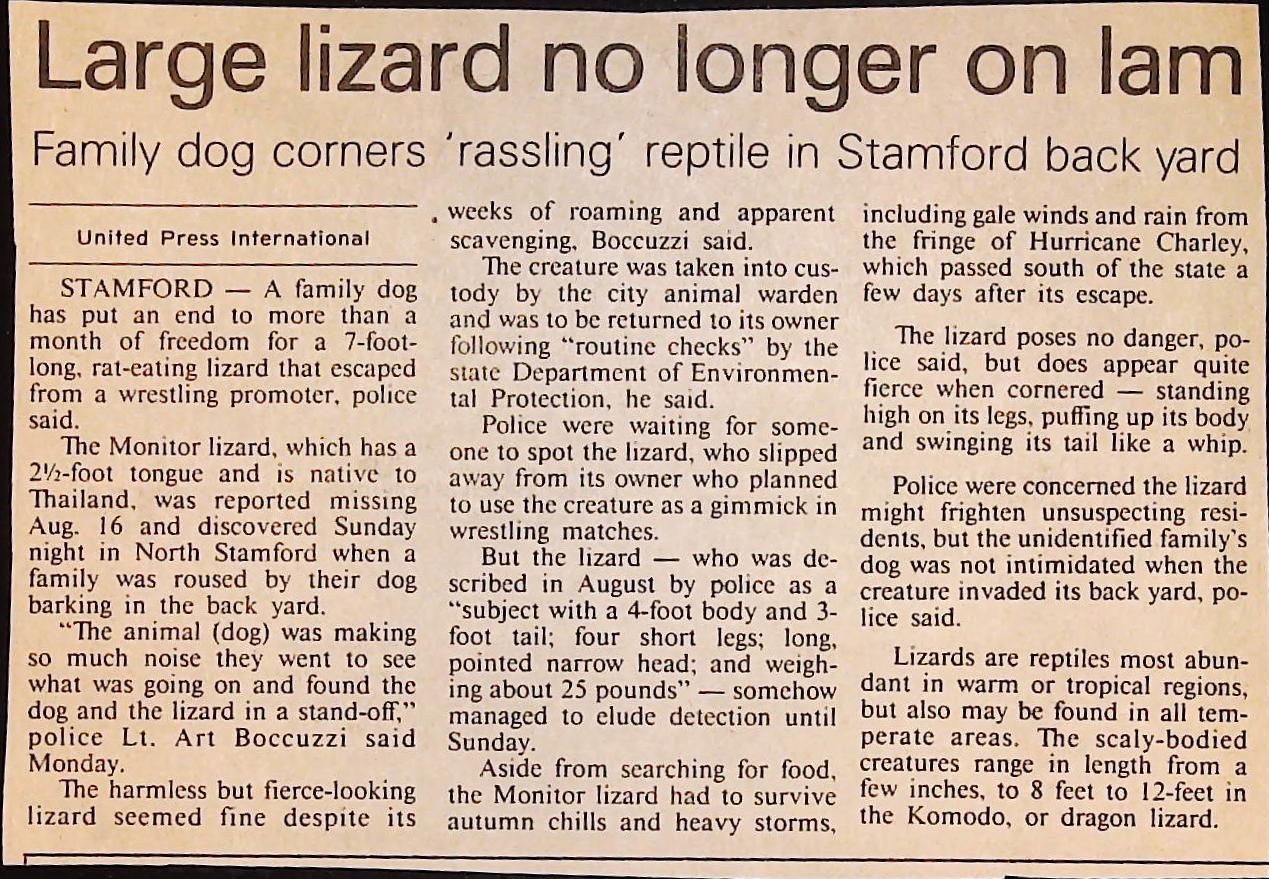 Large lizard no longer on lam
Family dog corners 'rassling' reptile in Stamford back yard
United Press International
STAMFORD — A family dog
has put an end to more than a
month of freedom for a 7-foot-
long, rat-eating lizard that escaped
from a wrestling promoter, police
said.
The Monitor lizard, which has a
2½-foot tongue and is native to
Thailand, was reported missing
Aug. 16 and discovered Sunday
night in North Stamford when a
family was roused by their dog
barking in the back yard.
"The animal (dog) was making
so much noise they went to see
what was going on and found the
dog and the lizard in a stand-off,"
police Lt. Art Boccuzzi said
Monday.
The harmless but fierce-looking
lizard seemed fine despite its
weeks of roaming and apparent
scavenging, Boccuzzi said.
The creature was taken into cus-
tody by the city animal warden
and was to be returned to its owner
following "routine checks" by the
state Department of Environmen-
tal Protection, he said.
Police were waiting for some-
one to spot the lizard, who slipped
away from its owner who planned
to use the creature as a gimmick in
wrestling matches.
But the lizard — who was de-
scribed in August by police as a
"subject with a 4-foot body and 3-
foot tail; four short legs; long,
pointed narrow head; and weigh-
ing about 25 pounds" — somehow
managed to elude detection until
Sunday.
Aside from searching for food,
the Monitor lizard had to survive
autumn chills and heavy storms,
including gale winds and rain from
the fringe of Hurricane Charley,
which passed south of the state a
few days after its escape.
The lizard poses no danger, po-
lice said, but does appear quite
fierce when cornered — standing
high on its legs, puffing up its body
and swinging its tail like a whip.
Police were concerned the lizard
might frighten unsuspecting resi-
dents, but the unidentified family's
dog was not intimidated when the
creature invaded its back yard, po-
lice said.
Lizards are reptiles most abun-
dant in warm or tropical regions,
but also may be found in all tem-
perate areas. The scaly-bodied
creatures range in length from a
few inches, to 8 feet to 12-feet in
the Komodo, or dragon lizard.